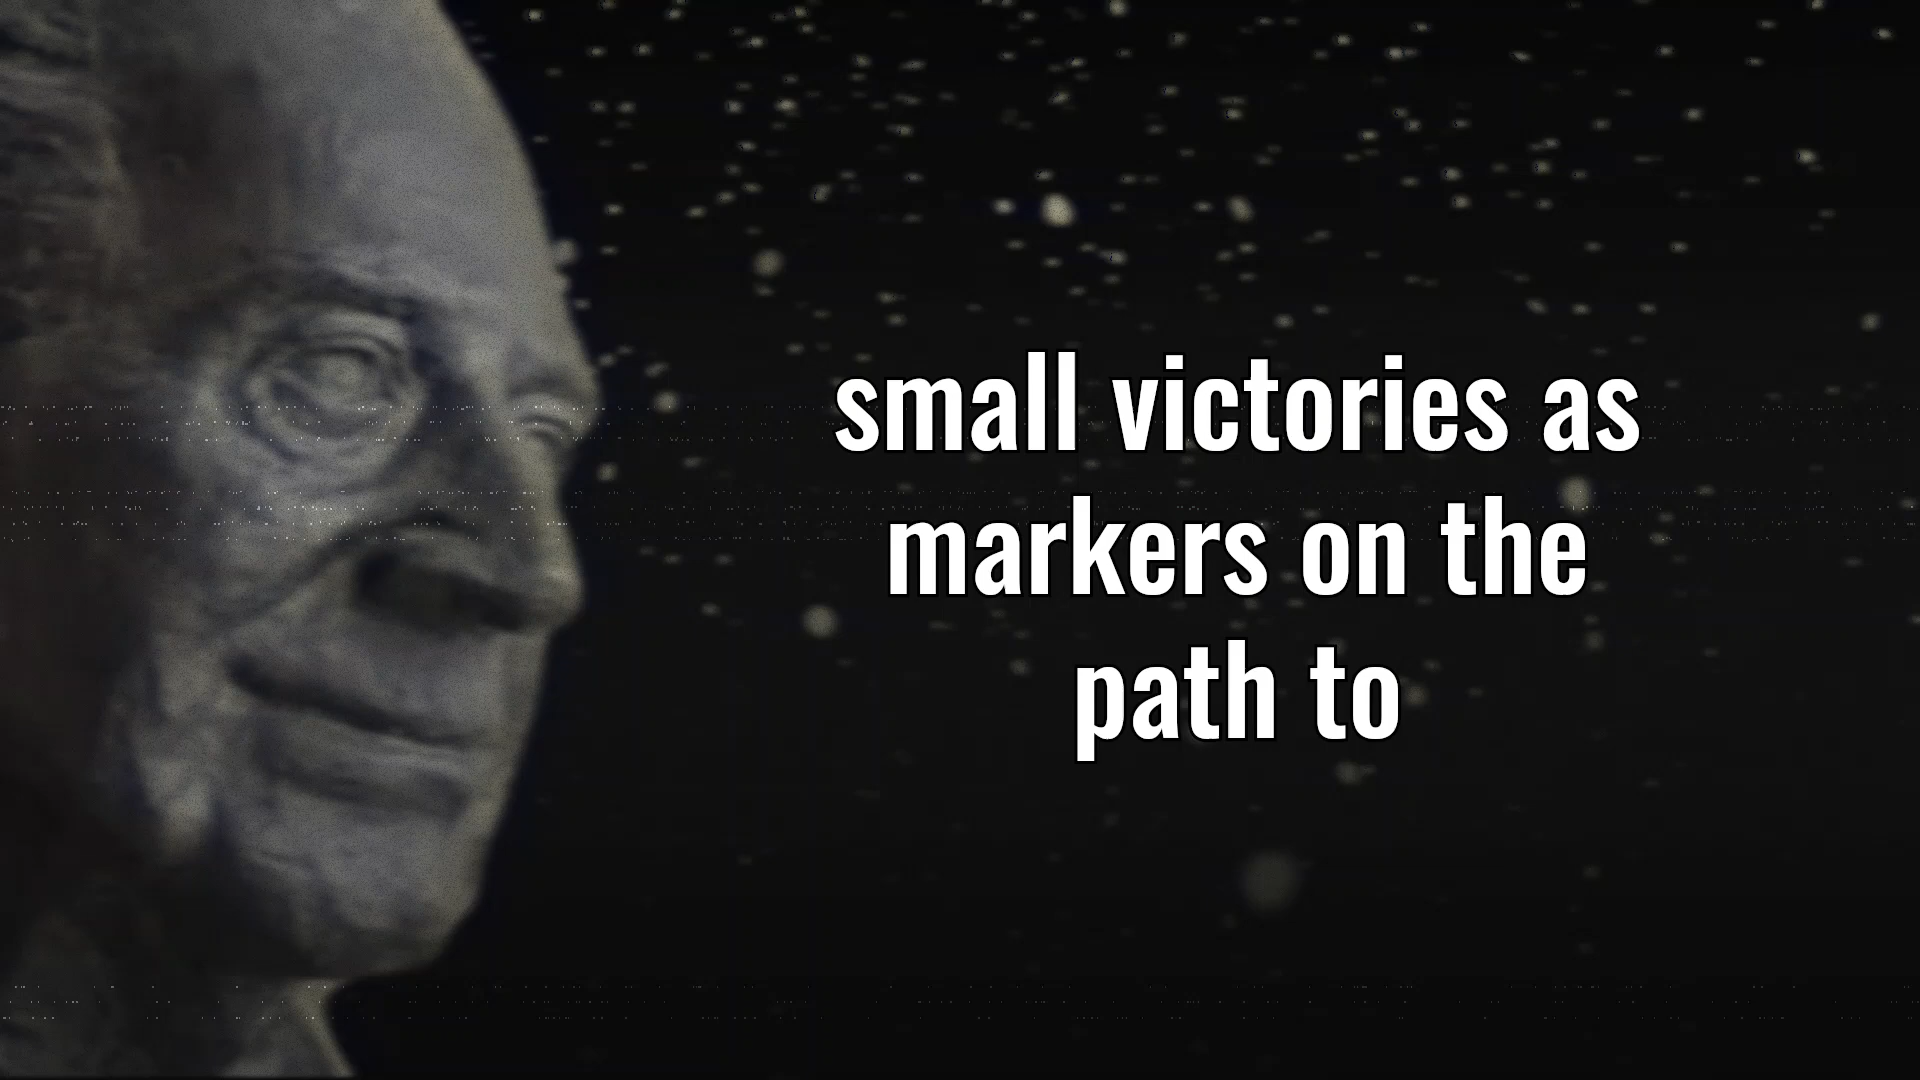 small victories as
markers on the
path to